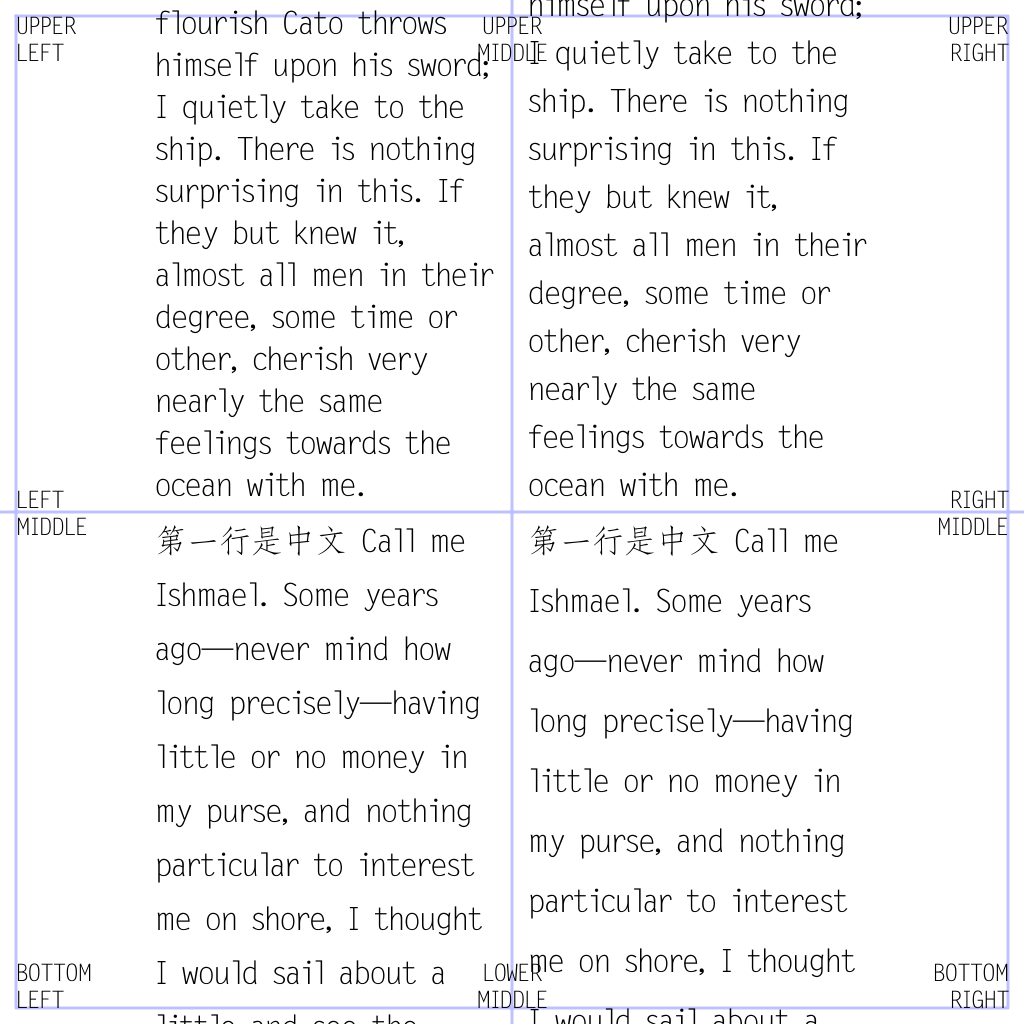 UPPER
LEFT
UPPER
MIDDLE
UPPER
RIGHT
flourish Cato throws
himself upon his sword;
I quietly take to the
ship. There is nothing
surprising in this. If
they but knew it,
almost all men in their
degree, some time or
other, cherish very
nearly the same
feelings towards the
ocean with me.
himself upon his sword;
I quietly take to the
ship. There is nothing
surprising in this. If
they but knew it,
almost all men in their
degree, some time or
other, cherish very
nearly the same
feelings towards the
ocean with me.
LEFT
MIDDLE
RIGHT
MIDDLE
第一行是中文 Call me
Ishmael. Some years
ago—never mind how
long precisely—having
little or no money in
my purse, and nothing
particular to interest
me on shore, I thought
I would sail about a
little and see the
第一行是中文 Call me
Ishmael. Some years
ago—never mind how
long precisely—having
little or no money in
my purse, and nothing
particular to interest
me on shore, I thought
I would sail about a
BOTTOM
LEFT
LOWER
MIDDLE
BOTTOM
RIGHT